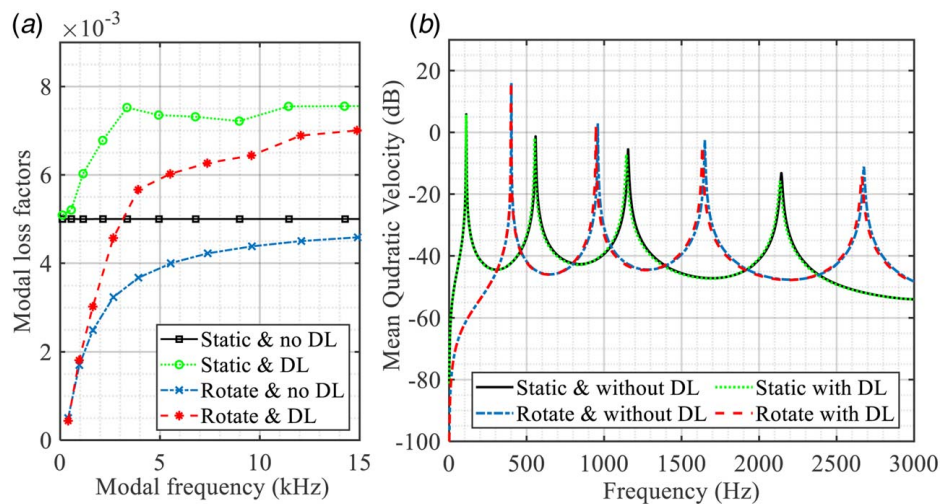 (a)
×10⁻³
8
6
4
2
0
Modal loss factors
Static & no DL
Static & DL
Rotate & no DL
Rotate & DL
0 5 10 15
Modal frequency (kHz)
(b)
20
0
-20
-40
-60
-80
-100
Mean Qudratic Velocity (dB)
Static & without DL Static with DL
Rotate & without DL Rotate with DL
0 500 1000 1500 2000 2500 3000
Frequency (Hz)